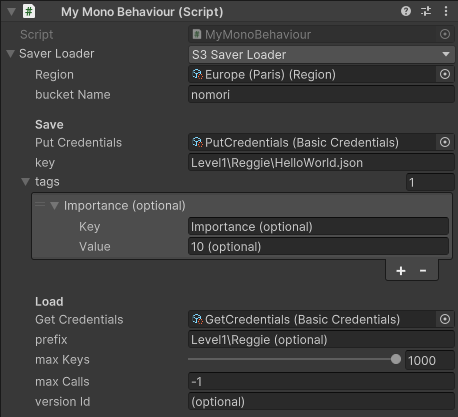 My Mono Behaviour (Script)
Script MyMonoBehaviour
Saver Loader S3 Saver Loader
Region Europe (Paris) (Region)
bucket Name nomori
Save
Put Credentials PutCredentials (Basic Credentials)
key Level1\Reggie\HelloWorld.json
tags 1
Importance (optional)
Key Importance (optional)
Value 10 (optional)
+ -
Load
Get Credentials GetCredentials (Basic Credentials)
prefix Level1\Reggie (optional)
max Keys 1000
max Calls -1
version Id (optional)